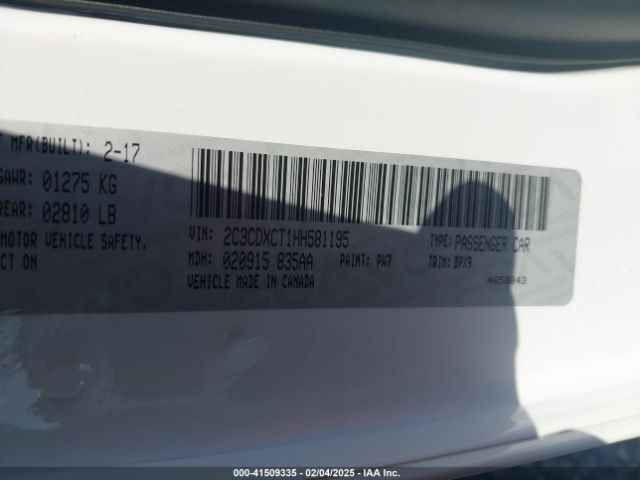 F MFR(BUILT): 2-17
GAWR: 01275 KG
REAR: 02810 LB
MOTOR VEHICLE SAFETY,
CT ON
VIN: 2C3CDXCT1HH581195
TYPE: PASSENGER CAR
MDH: 020915 835AA
PAINT: PW7
TRIM: BPX9
VEHICLE MADE IN CANADA
4658843
000-41509335 - 02/04/2025 - IAA Inc.